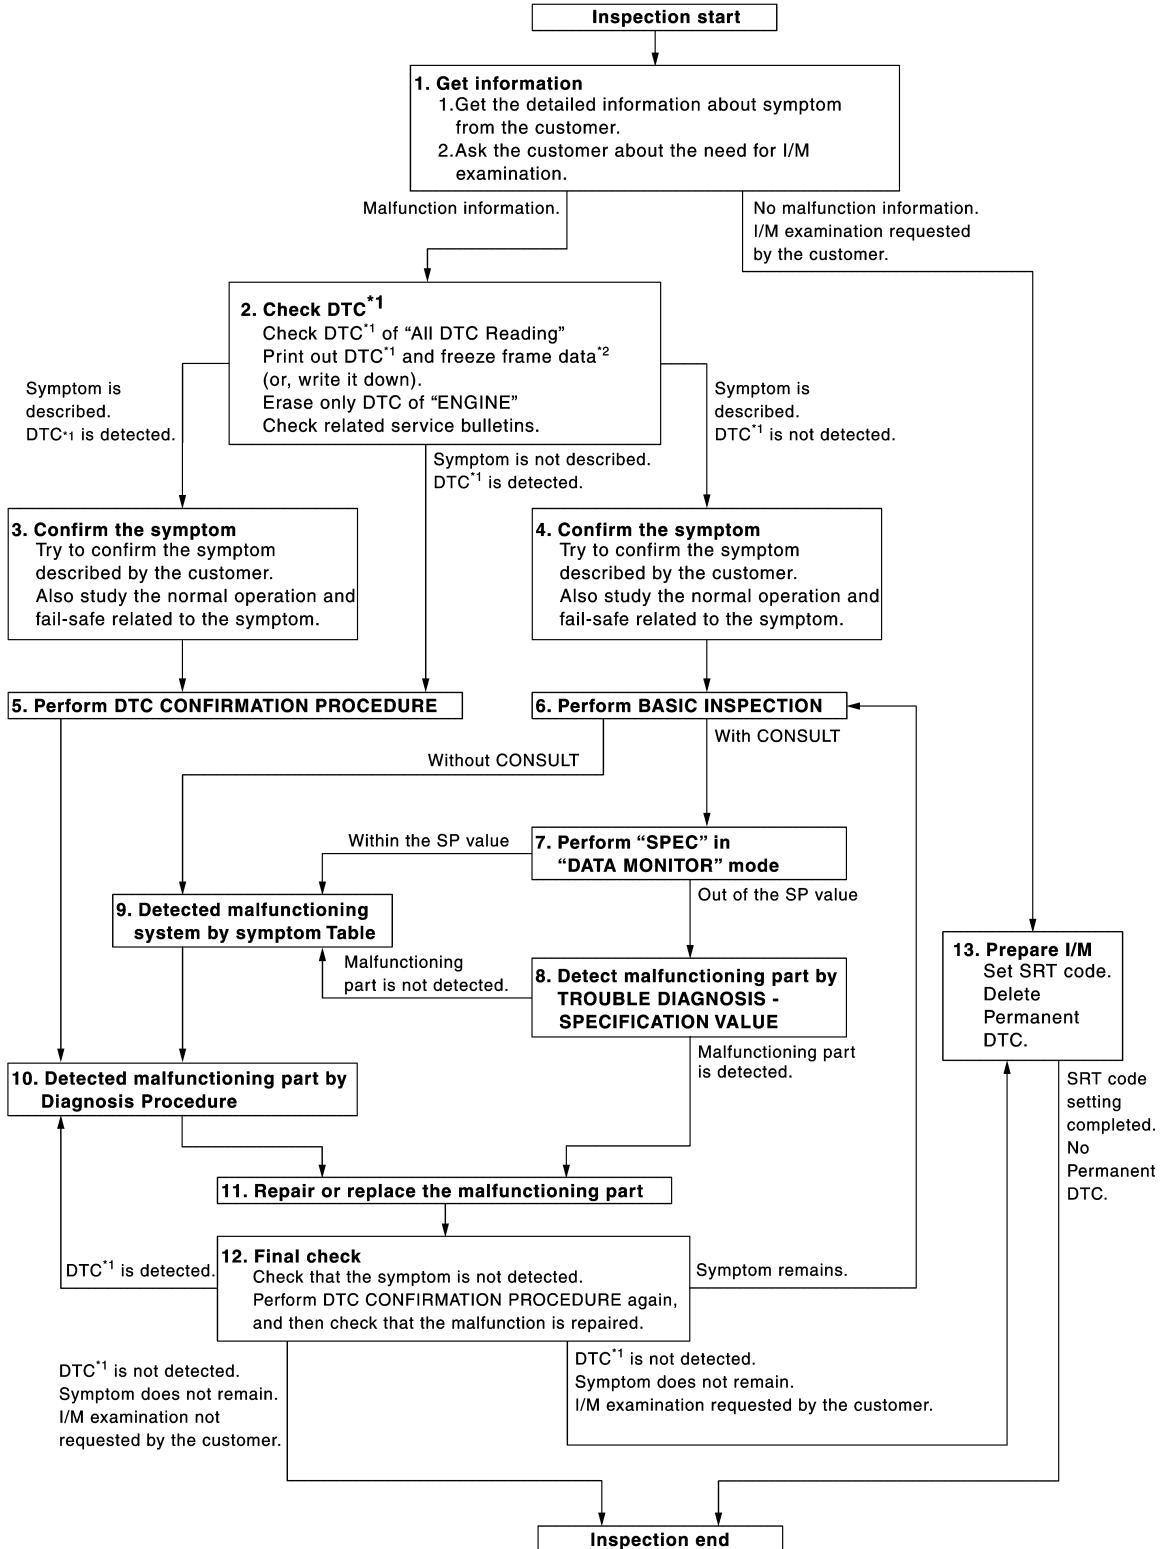 Inspection start
1. Get information
1.Get the detailed information about symptom
from the customer.
2.Ask the customer about the need for I/M
examination.
Malfunction information.
No malfunction information.
I/M examination requested
by the customer.
2. Check DTC*1
Check DTC*1 of “All DTC Reading”
Print out DTC*1 and freeze frame data*2
(or, write it down).
Erase only DTC of “ENGINE”
Check related service bulletins.
Symptom is
described.
DTC*1 is detected.
Symptom is
described.
DTC*1 is not detected.
Symptom is not described.
DTC*1 is detected.
3. Confirm the symptom
Try to confirm the symptom
described by the customer.
Also study the normal operation and
fail-safe related to the symptom.
4. Confirm the symptom
Try to confirm the symptom
described by the customer.
Also study the normal operation and
fail-safe related to the symptom.
5. Perform DTC CONFIRMATION PROCEDURE
6. Perform BASIC INSPECTION
With CONSULT
Without CONSULT
7. Perform “SPEC” in
“DATA MONITOR” mode
Within the SP value
Out of the SP value
9. Detected malfunctioning
system by symptom Table
Malfunctioning
part is not detected.
8. Detect malfunctioning part by
TROUBLE DIAGNOSIS -
SPECIFICATION VALUE
13. Prepare I/M
Set SRT code.
Delete
Permanent
DTC.
Malfunctioning part
is detected.
10. Detected malfunctioning part by
Diagnosis Procedure
SRT code
setting
completed.
No
Permanent
DTC.
11. Repair or replace the malfunctioning part
12. Final check
Check that the symptom is not detected.
Perform DTC CONFIRMATION PROCEDURE again,
and then check that the malfunction is repaired.
DTC*1 is detected.
Symptom remains.
DTC*1 is not detected.
Symptom does not remain.
I/M examination not
requested by the customer.
DTC*1 is not detected.
Symptom does not remain.
I/M examination requested by the customer.
Inspection end